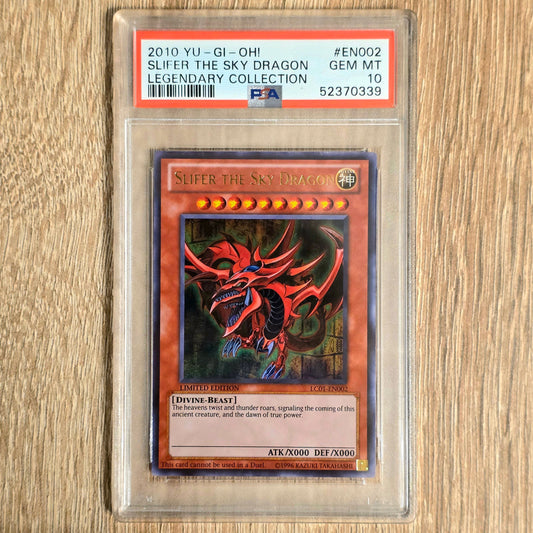 2010 YU-GI-OH!
#EN002
SLIFER THE SKY DRAGON
GEM MT
LEGENDARY COLLECTION
10
PSA
52370339
SLIFER THE SKY DRAGON
神
LIMITED EDITION
LC01-EN002
[DIVINE-BEAST]
The heavens twist and thunder roars, signaling the coming of this
ancient creature, and the dawn of true power.
ATK/X000 DEF/X000
This card cannot be used in a Duel.
©1996 KAZUKI TAKAHASHI